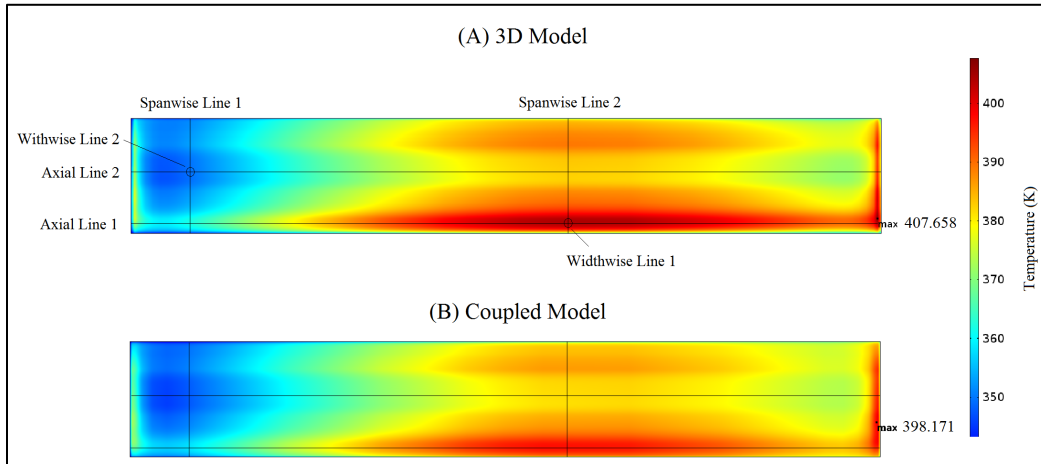 (A) 3D Model
Spanwise Line 1
Spanwise Line 2
Withwise Line 2
Axial Line 2
Axial Line 1
max 407.658
Widthwise Line 1
(B) Coupled Model
max 398.171
400
390
380
370
360
350
Temperature (K)